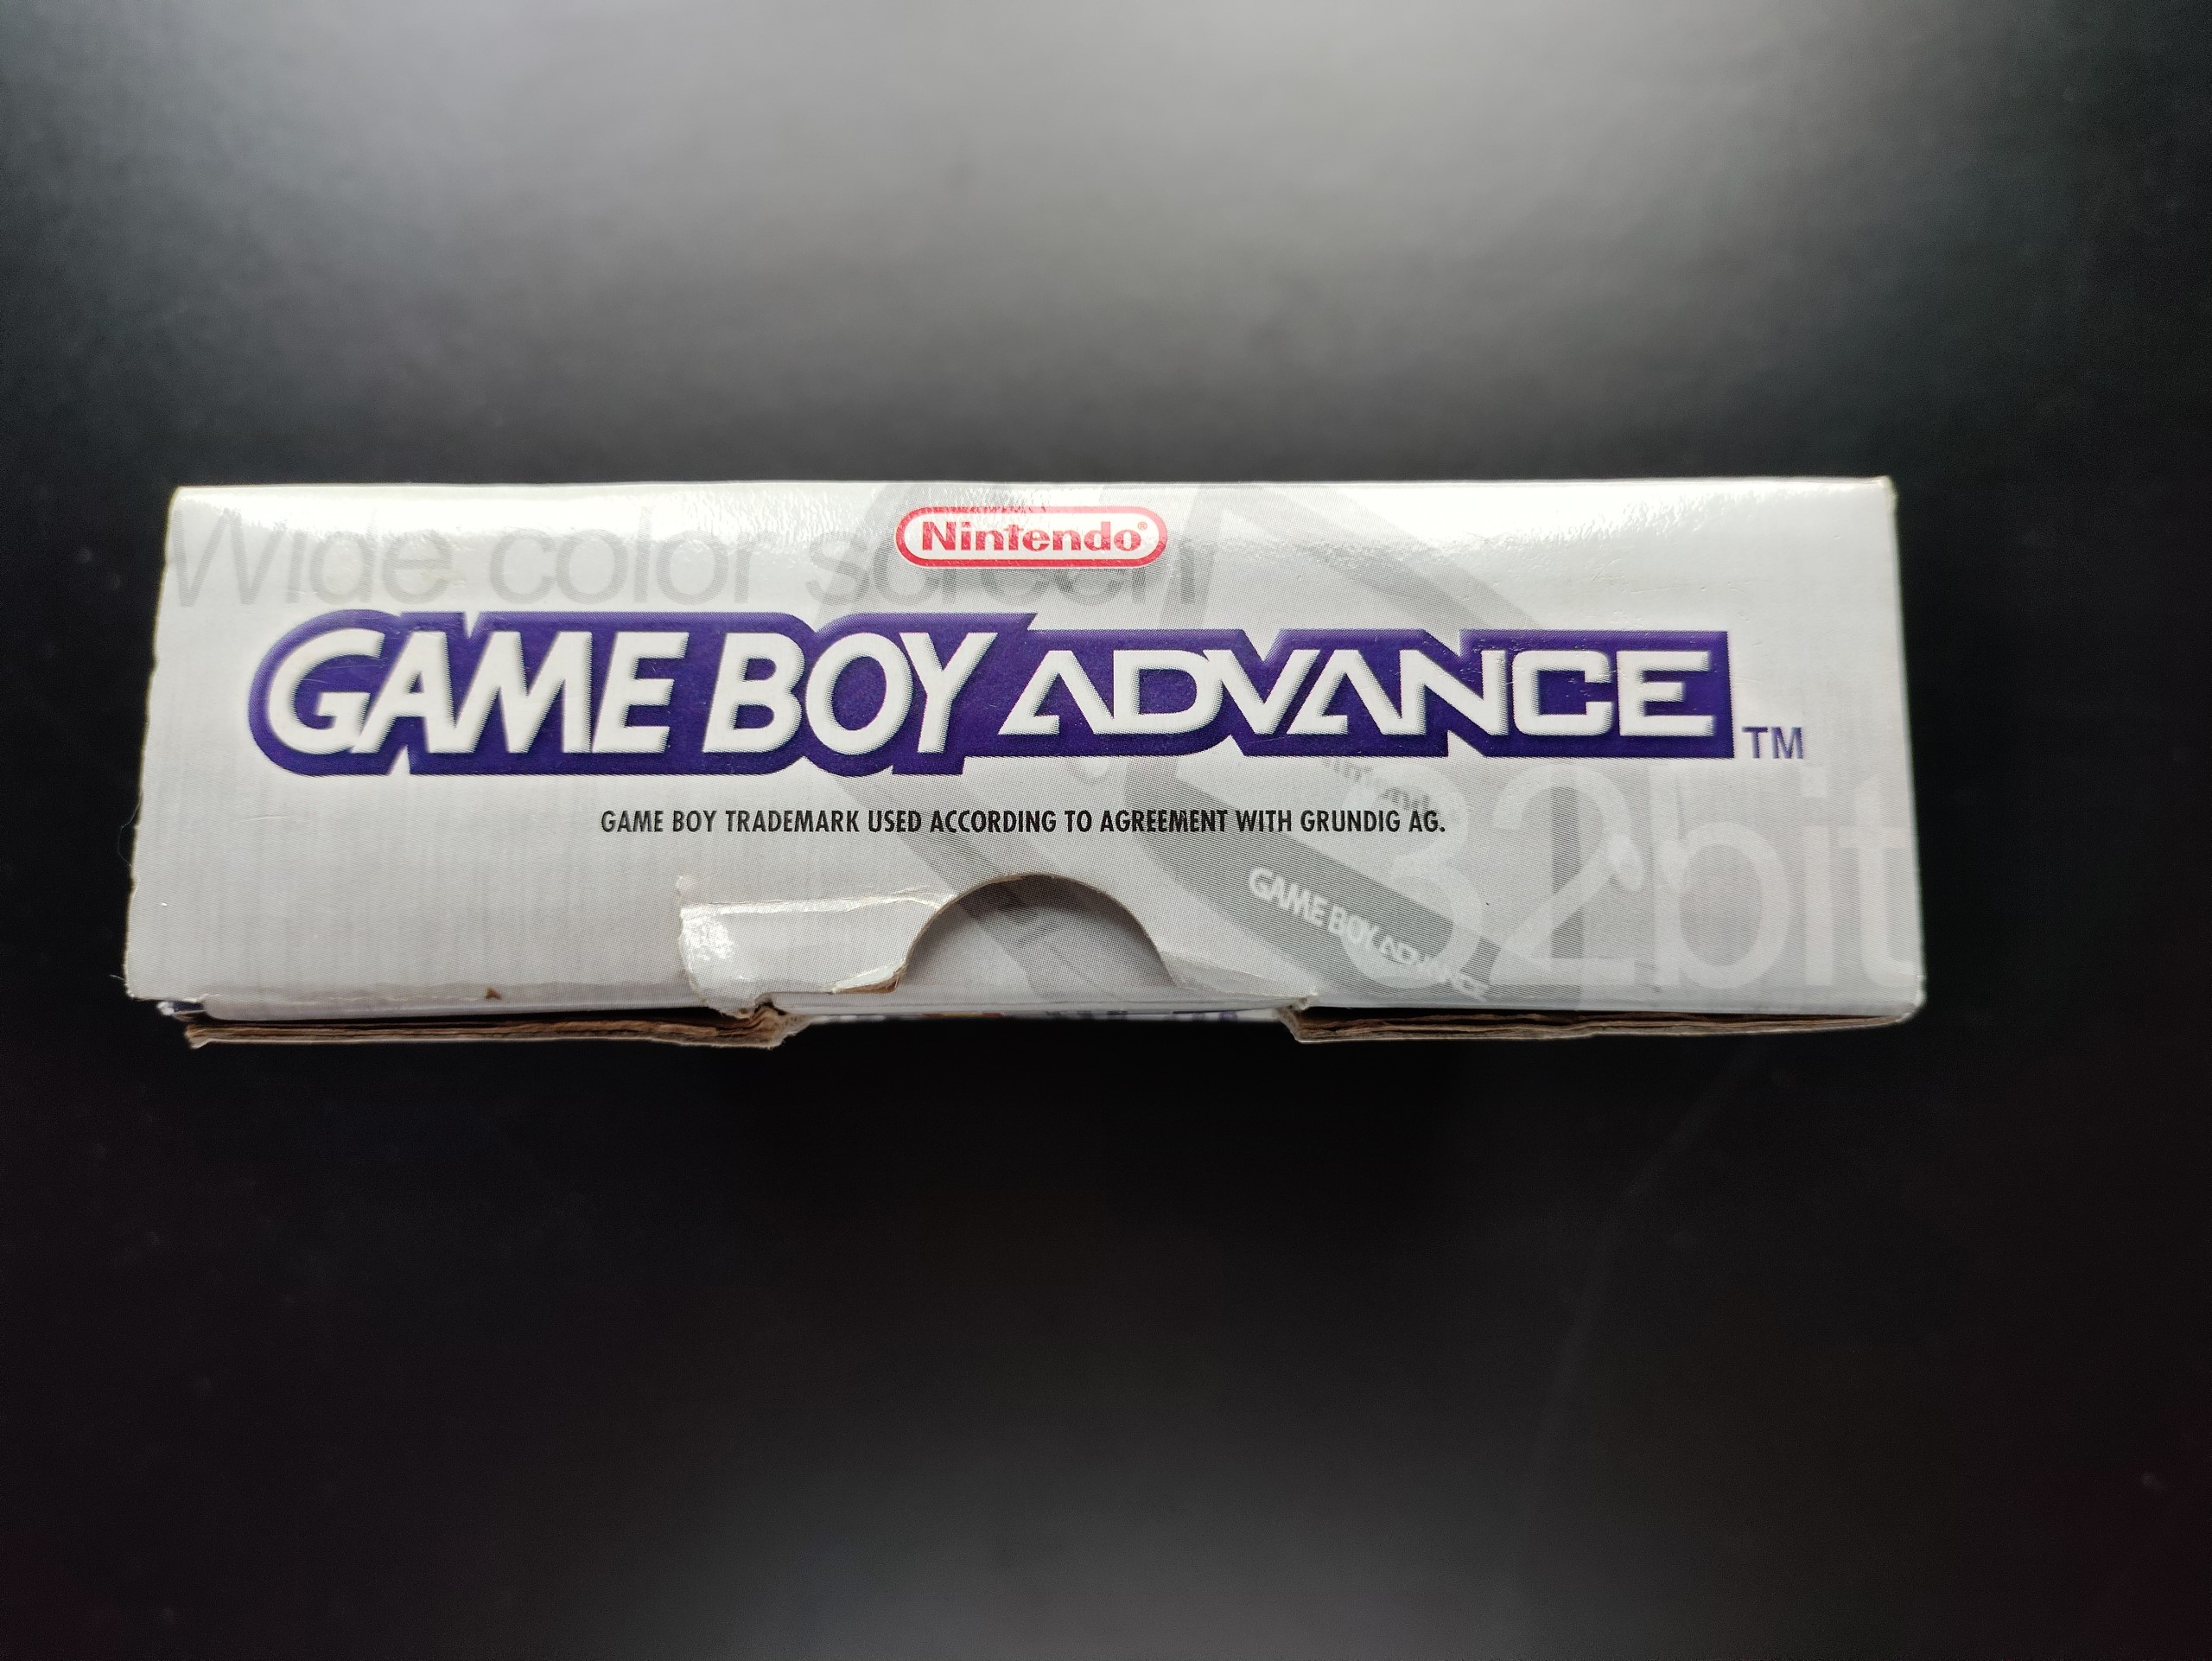 Nintendo®
Wide color screen
GAME BOY ADVANCE TM
Nintendo
GAME BOY TRADEMARK USED ACCORDING TO AGREEMENT WITH GRUNDIG AG.
32bit
GAME BOY ADVANCE